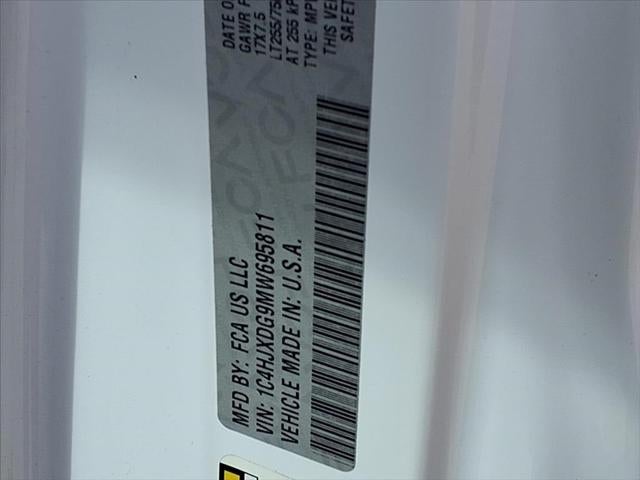 MFD BY: FCA US LLC
VIN: 1C4HJXDG9MW695811
VEHICLE MADE IN: U.S.A.
DATE O
GAWR F
17X7.5
LT255/75
AT 255 kP
TYPE: MP
THIS VE
SAFET